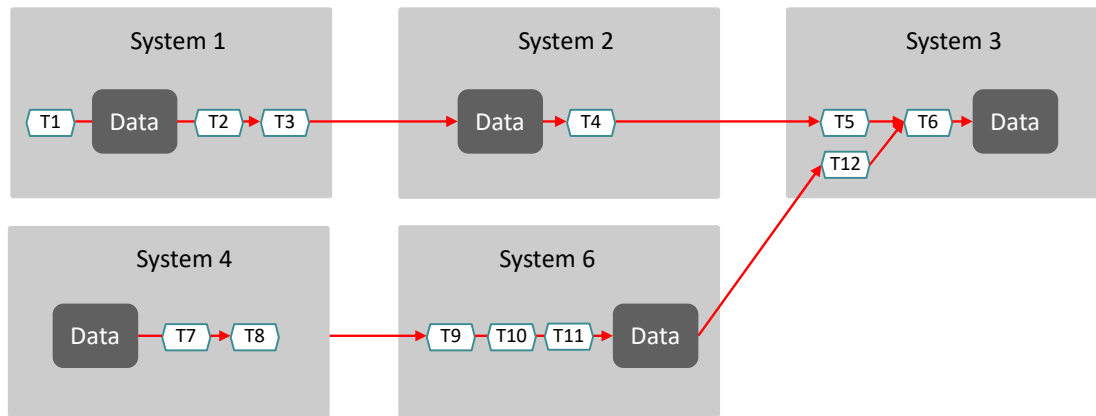 System 1
T1
Data
T2
T3
System 2
Data
T4
System 3
T5
T6
Data
T12
System 4
Data
T7
T8
System 6
T9
T10
T11
Data